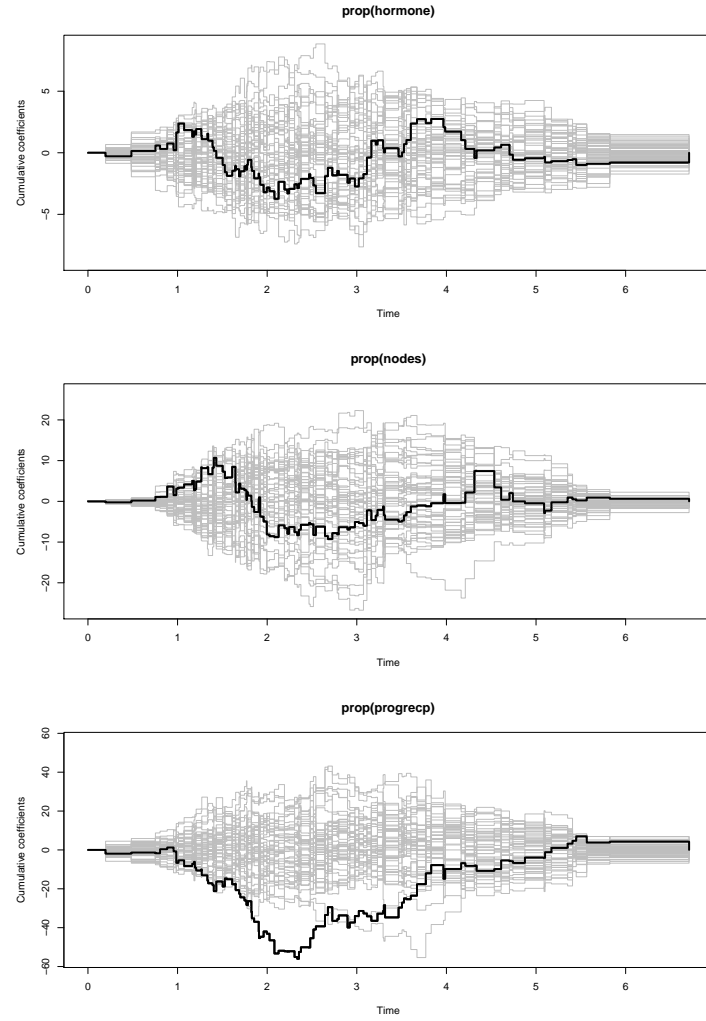 prop(hormone)
Cumulative coefficients
5
0
−5
0 1 2 3 4 5 6
Time
prop(nodes)
Cumulative coefficients
20
10
0
−10
−20
0 1 2 3 4 5 6
Time
prop(progrecp)
Cumulative coefficients
60
40
20
0
−20
−40
−60
0 1 2 3 4 5 6
Time